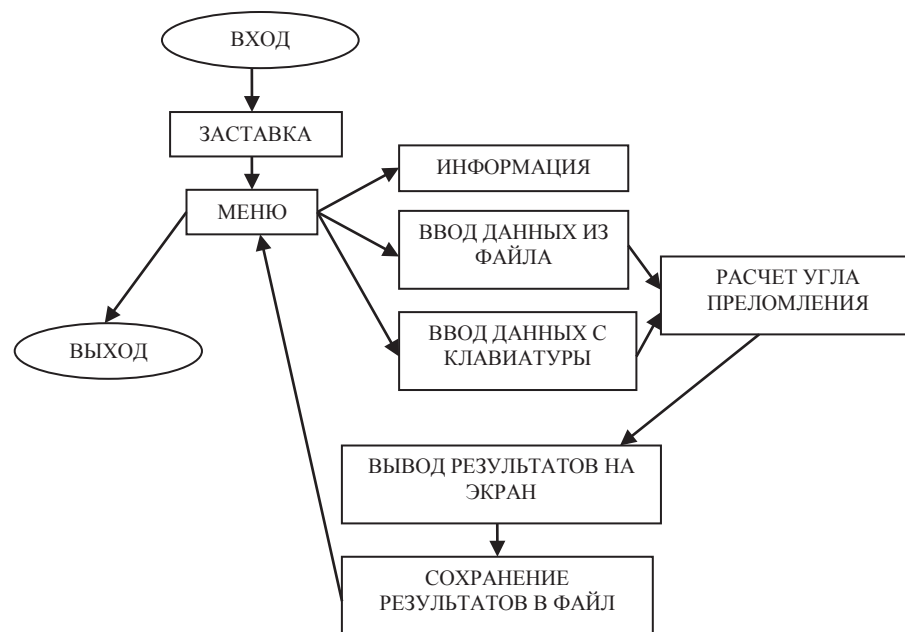 ВХОД
ЗАСТАВКА
МЕНЮ
ИНФОРМАЦИЯ
ВВОД ДАННЫХ ИЗ
ФАЙЛА
ВВОД ДАННЫХ С
КЛАВИАТУРЫ
РАСЧЕТ УГЛА
ПРЕЛОМЛЕНИЯ
ВЫХОД
ВЫВОД РЕЗУЛЬТАТОВ НА
ЭКРАН
СОХРАНЕНИЕ
РЕЗУЛЬТАТОВ В ФАЙЛ